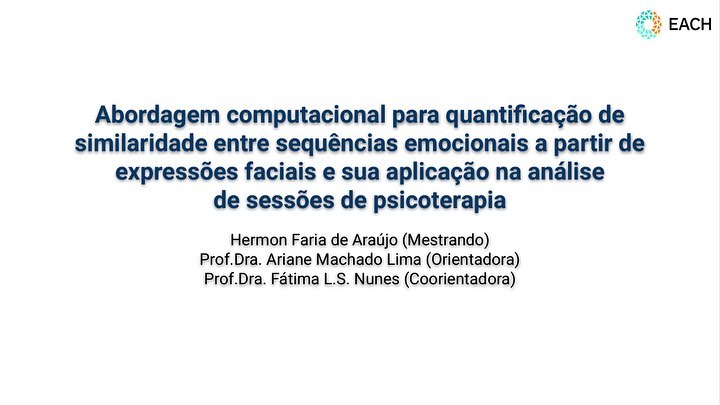 EACH
Abordagem computacional para quantificação de
similaridade entre sequências emocionais a partir de
expressões faciais e sua aplicação na análise
de sessões de psicoterapia
Hermon Faria de Araújo (Mestrando)
Prof.Dra. Ariane Machado Lima (Orientadora)
Prof.Dra. Fátima L.S. Nunes (Coorientadora)